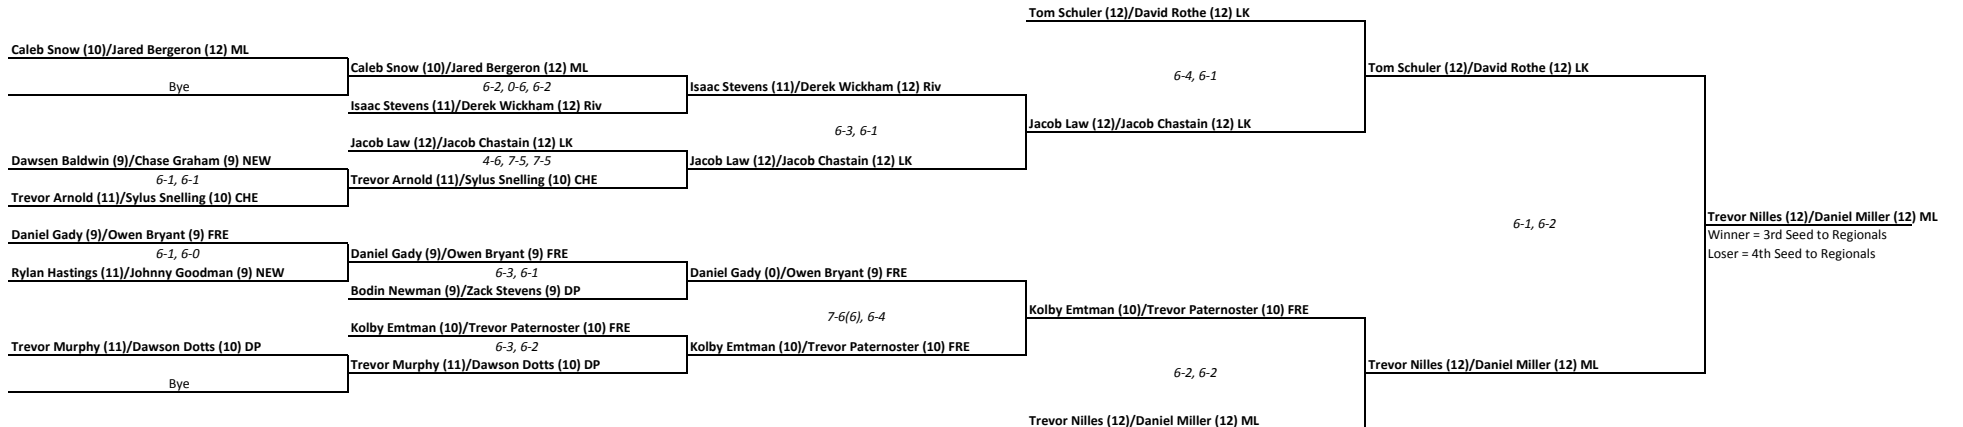 Tom Schuler (12)/David Rothe (12) LK
Caleb Snow (10)/Jared Bergeron (12) ML
Caleb Snow (10)/Jared Bergeron (12) ML
6-4, 6-1
Tom Schuler (12)/David Rothe (12) LK
Bye
6-2, 0-6, 6-2
Isaac Stevens (11)/Derek Wickham (12) Riv
Isaac Stevens (11)/Derek Wickham (12) Riv
6-3, 6-1
Jacob Law (12)/Jacob Chastain (12) LK
Jacob Law (12)/Jacob Chastain (12) LK
Dawsen Baldwin (9)/Chase Graham (9) NEW
4-6, 7-5, 7-5
Jacob Law (12)/Jacob Chastain (12) LK
6-1, 6-1
Trevor Arnold (11)/Sylus Snelling (10) CHE
Trevor Arnold (11)/Sylus Snelling (10) CHE
6-1, 6-2
Trevor Nilles (12)/Daniel Miller (12) ML
Winner = 3rd Seed to Regionals
Loser = 4th Seed to Regionals
Daniel Gady (9)/Owen Bryant (9) FRE
6-1, 6-0
Daniel Gady (9)/Owen Bryant (9) FRE
Rylan Hastings (11)/Johnny Goodman (9) NEW
6-3, 6-1
Daniel Gady (0)/Owen Bryant (9) FRE
Bodin Newman (9)/Zack Stevens (9) DP
7-6(6), 6-4
Kolby Emtman (10)/Trevor Paternoster (10) FRE
Kolby Emtman (10)/Trevor Paternoster (10) FRE
Trevor Murphy (11)/Dawson Dotts (10) DP
6-3, 6-2
Kolby Emtman (10)/Trevor Paternoster (10) FRE
Trevor Murphy (11)/Dawson Dotts (10) DP
6-2, 6-2
Trevor Nilles (12)/Daniel Miller (12) ML
Bye
Trevor Nilles (12)/Daniel Miller (12) ML